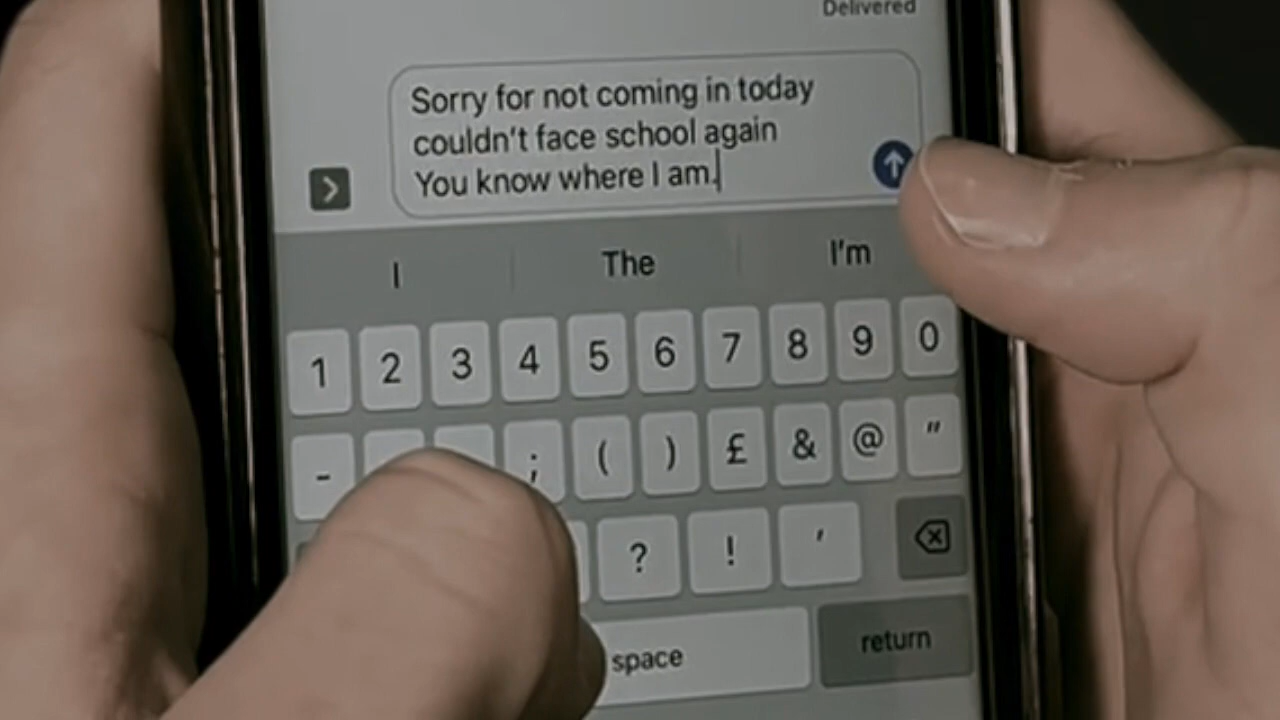 Delivered
Sorry for not coming in today
couldn't face school again
You know where I am.
I The I'm
1 2 3 4 5 6 7 8 9 0
- ; ( ) £ & @ "
? ! '
space return